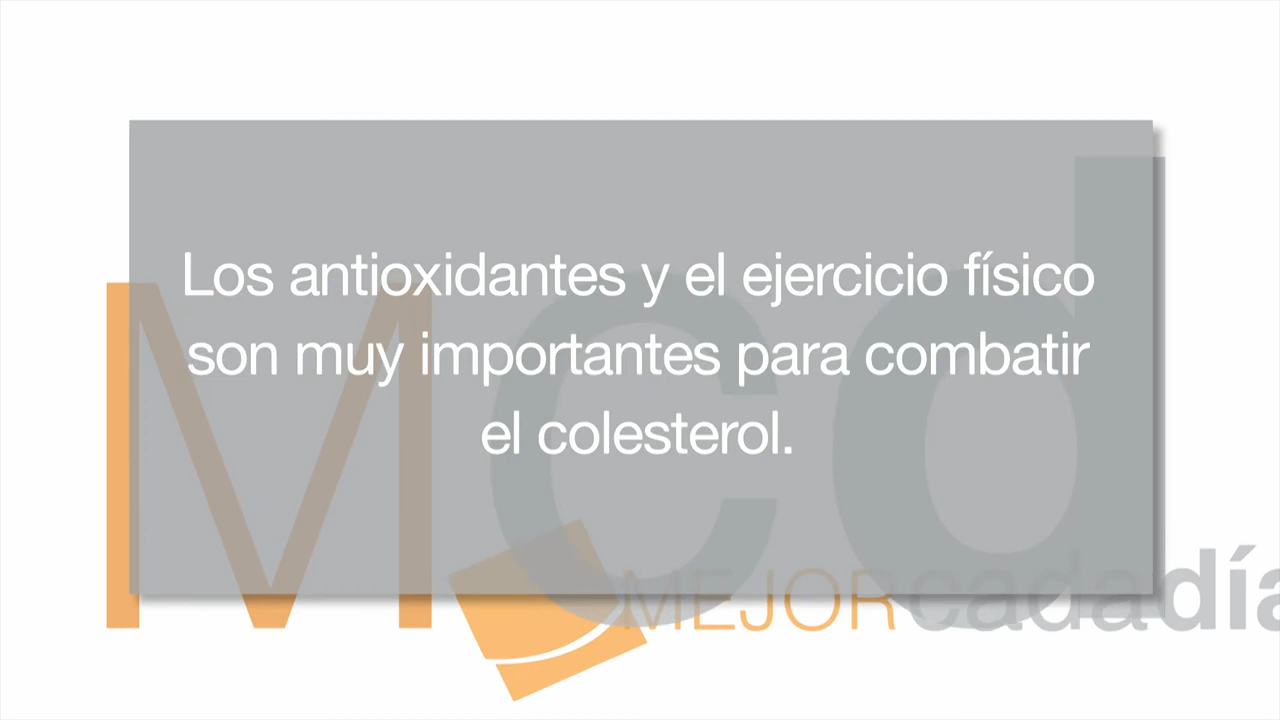 Los antioxidantes y el ejercicio físico
son muy importantes para combatir
el colesterol.
Mcd
MEJORcadadía